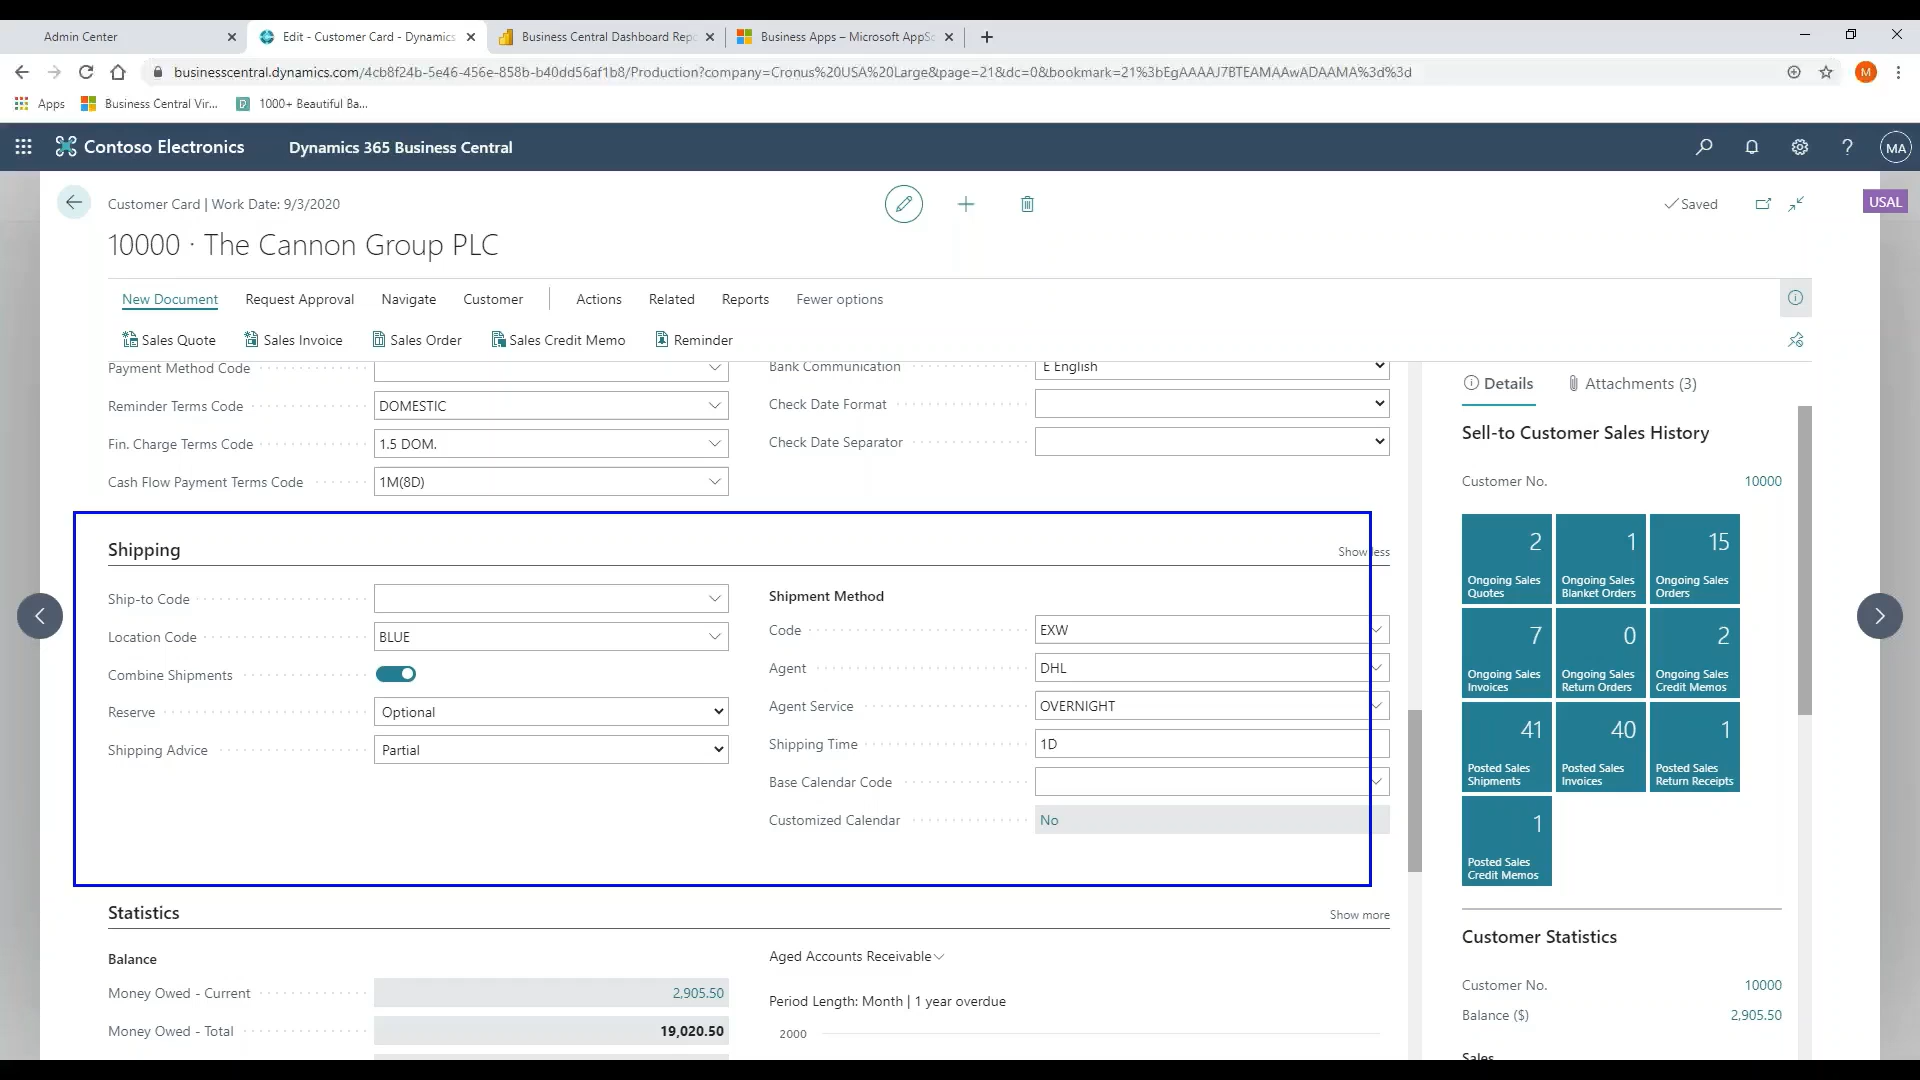 Admin Center
Edit - Customer Card - Dynamics
Business Central Dashboard Repo
Business Apps – Microsoft AppSo
businesscentral.dynamics.com/4cb8f24b-5e46-456e-858b-b40dd56af1b8/Production?company=Cronus%20USA%20Large&page=21&dc=0&bookmark=21%3bEgAAAAJ7BTEAMAAwADAAMA%3d%3d
M
Apps
Business Central Vir...
1000+ Beautiful Ba...
Contoso Electronics
Dynamics 365 Business Central
MA
Customer Card | Work Date: 9/3/2020
Saved
USAL
10000 · The Cannon Group PLC
New Document
Request Approval
Navigate
Customer
Actions
Related
Reports
Fewer options
Sales Quote
Sales Invoice
Sales Order
Sales Credit Memo
Reminder
Payment Method Code
Reminder Terms Code DOMESTIC
Fin. Charge Terms Code 1.5 DOM.
Cash Flow Payment Terms Code 1M(8D)
Bank Communication E English
Check Date Format
Check Date Separator
Shipping
Show less
Ship-to Code
Location Code BLUE
Combine Shipments
Reserve Optional
Shipping Advice Partial
Shipment Method
Code EXW
Agent DHL
Agent Service OVERNIGHT
Shipping Time 1D
Base Calendar Code
Customized Calendar No
Statistics
Show more
Balance
Money Owed - Current 2,905.50
Money Owed - Total 19,020.50
Aged Accounts Receivable
Period Length: Month | 1 year overdue
2000
Details
Attachments (3)
Sell-to Customer Sales History
Customer No. 10000
2
Ongoing Sales
Quotes
1
Ongoing Sales
Blanket Orders
15
Ongoing Sales
Orders
7
Ongoing Sales
Invoices
0
Ongoing Sales
Return Orders
2
Ongoing Sales
Credit Memos
41
Posted Sales
Shipments
40
Posted Sales
Invoices
1
Posted Sales
Return Receipts
1
Posted Sales
Credit Memos
Customer Statistics
Customer No. 10000
Balance ($) 2,905.50
Sales